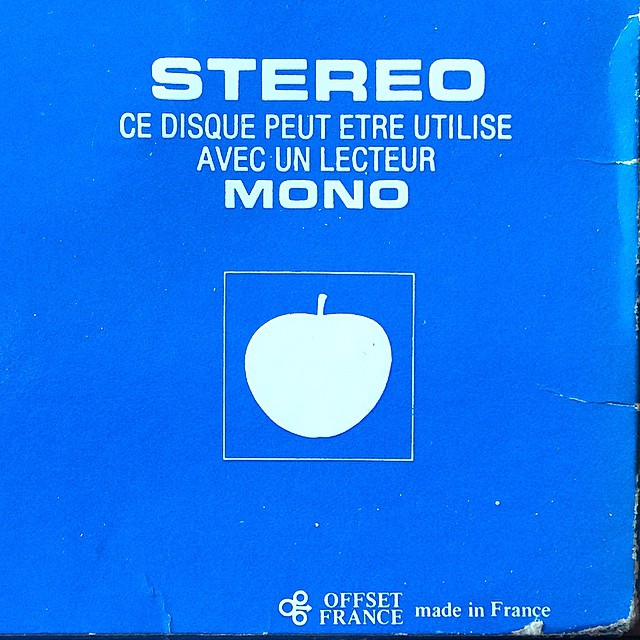 STEREO
CE DISQUE PEUT ETRE UTILISE
AVEC UN LECTEUR
MONO
OFFSET
FRANCE made in France